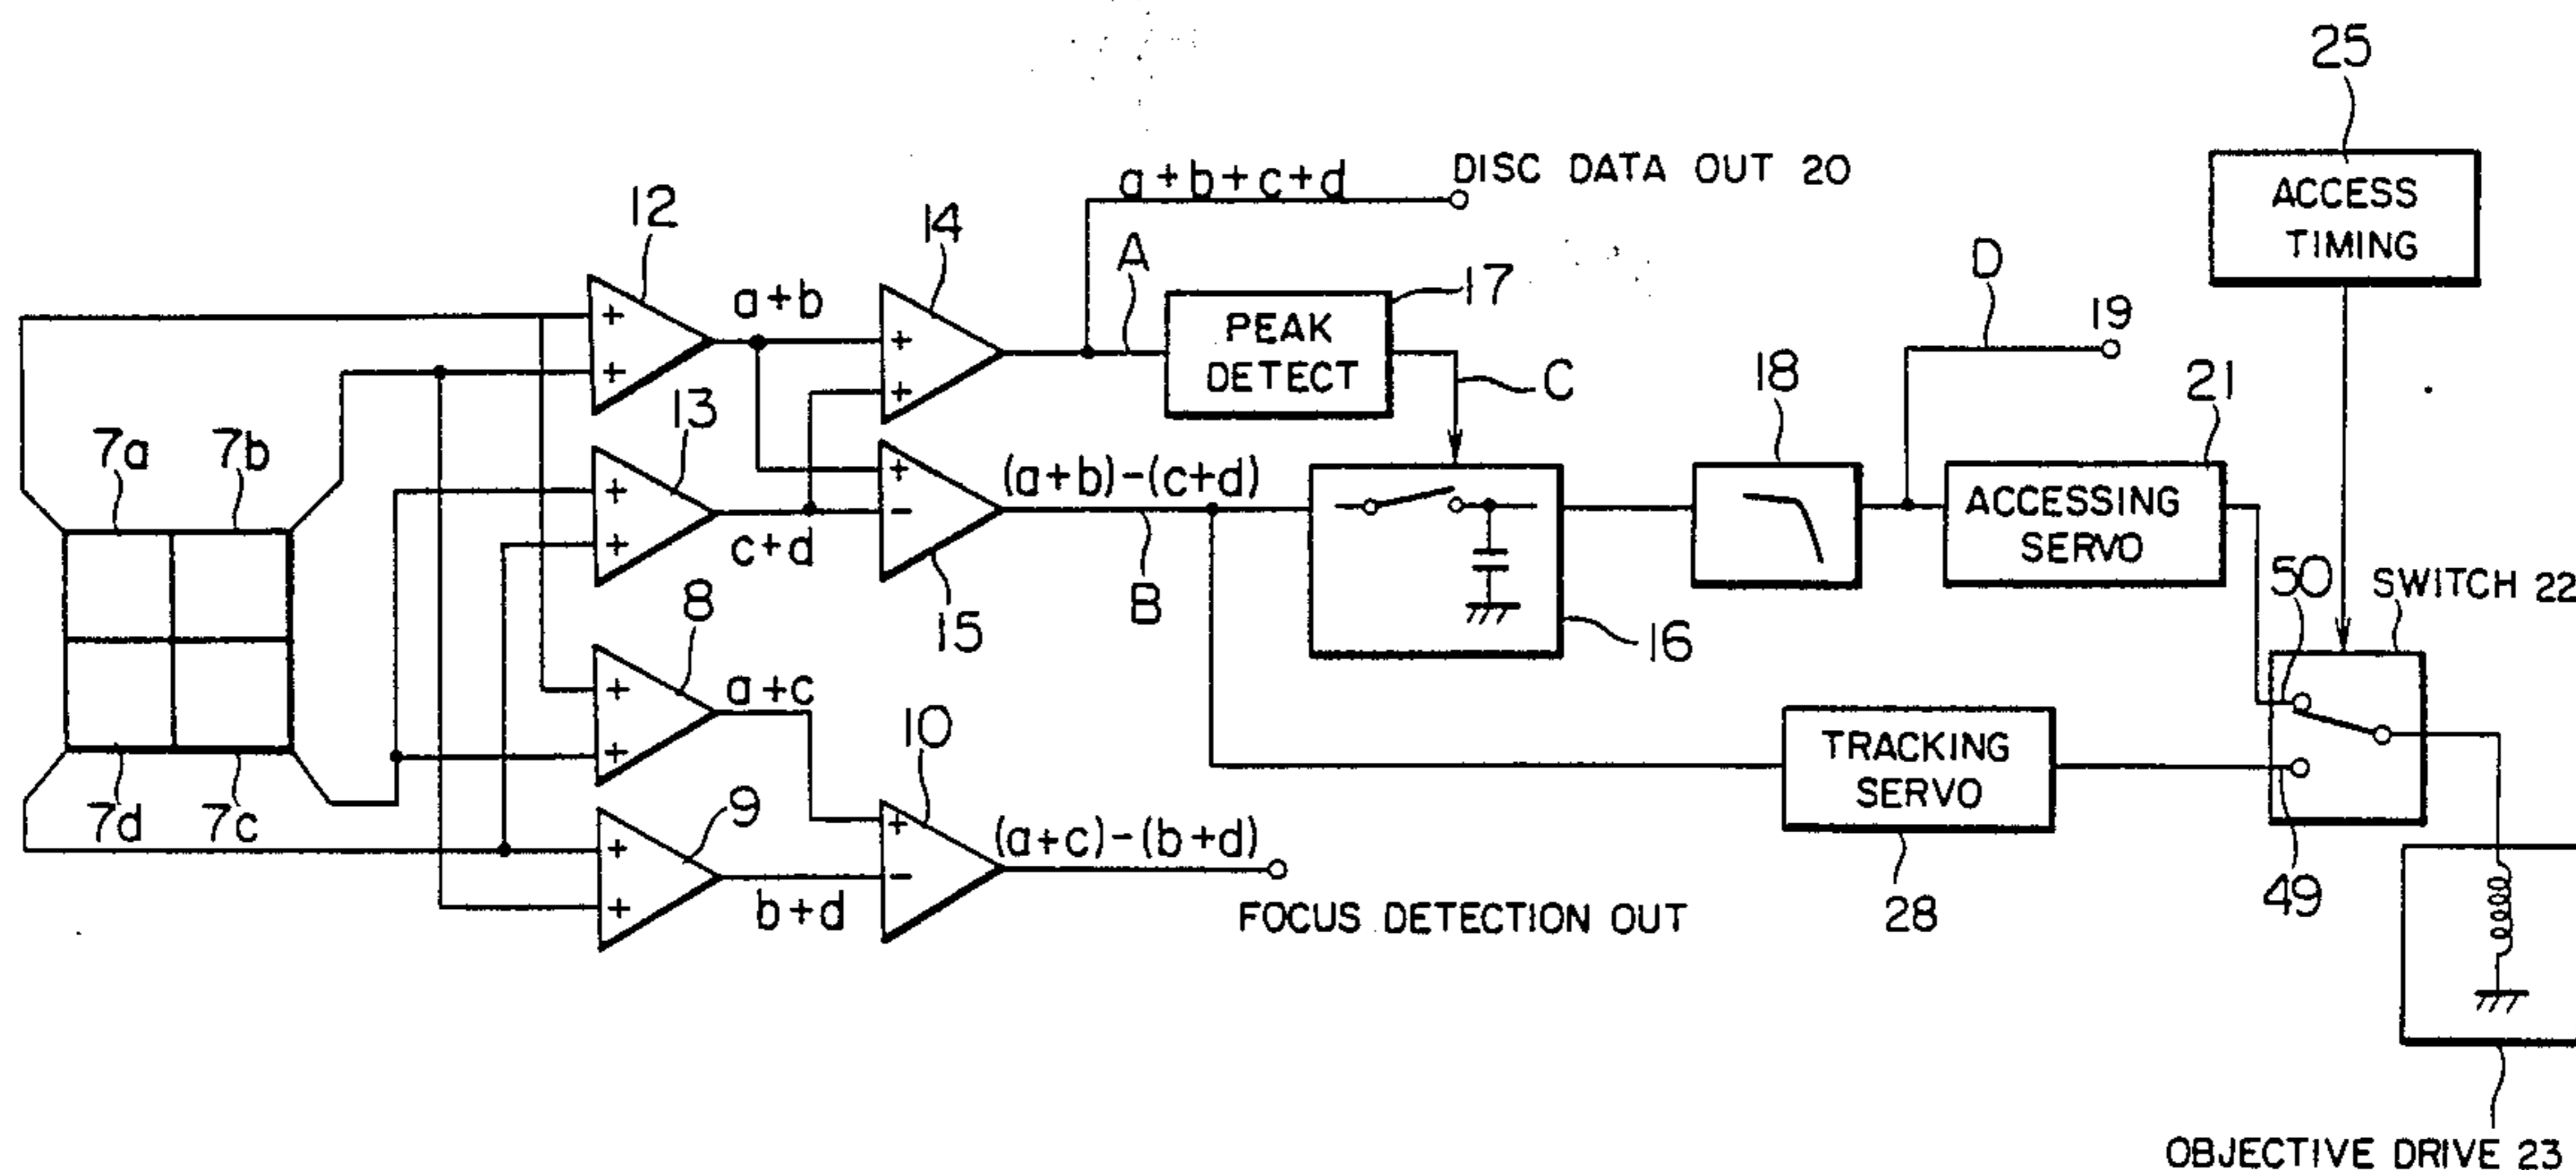 25
DISC DATA OUT 20
a+b+c+d
ACCESS
TIMING
12
14
A
D
19
17
a+b
+
+
+
+
PEAK
DETECT
C
18
21
13
7a
7b
+
+
c+d
+
-
15
(a+b)-(c+d)
B
16
ACCESSING
SERVO
50
SWITCH 22
8
+
+
a+c
10
TRACKING
SERVO
28
49
7d
7c
9
+
+
b+d
+
-
(a+c)-(b+d)
FOCUS DETECTION OUT
OBJECTIVE DRIVE 23